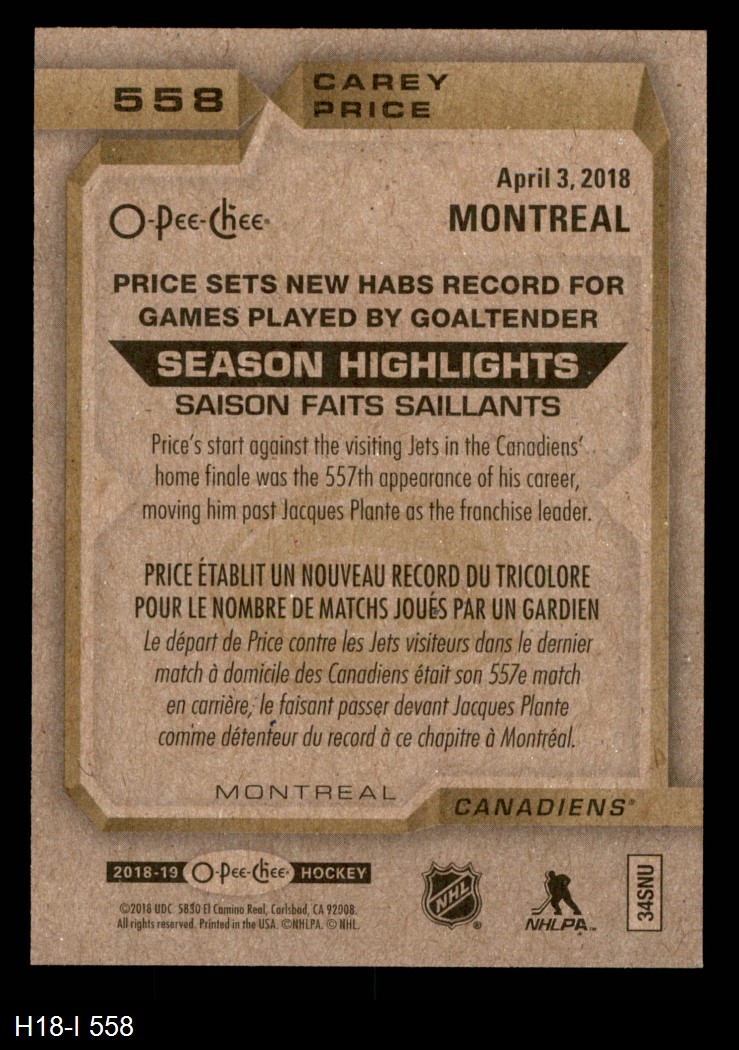 558
CAREY
PRICE
April 3, 2018
O-Pee-Chee
MONTREAL
PRICE SETS NEW HABS RECORD FOR
GAMES PLAYED BY GOALTENDER
SEASON HIGHLIGHTS
SAISON FAITS SAILLANTS
Price's start against the visiting Jets in the Canadiens'
home finale was the 557th appearance of his career,
moving him past Jacques Plante as the franchise leader.
PRICE ÉTABLIT UN NOUVEAU RECORD DU TRICOLORE
POUR LE NOMBRE DE MATCHS JOUÉS PAR UN GARDIEN
Le départ de Price contre les Jets visiteurs dans le dernier
match à domicile des Canadiens était son 557e match
en carrière, le faisant passer devant Jacques Plante
comme détenteur du record à ce chapitre à Montréal.
MONTREAL
CANADIENS®
2018-19 O-Pee-Chee® HOCKEY
©2018 UDC 5830 El Camino Real, Carlsbad, CA 92008.
All rights reserved. Printed in the USA. ©NHLPA. © NHL.
NHL®
NHLPA™
34SNU
H18-I 558